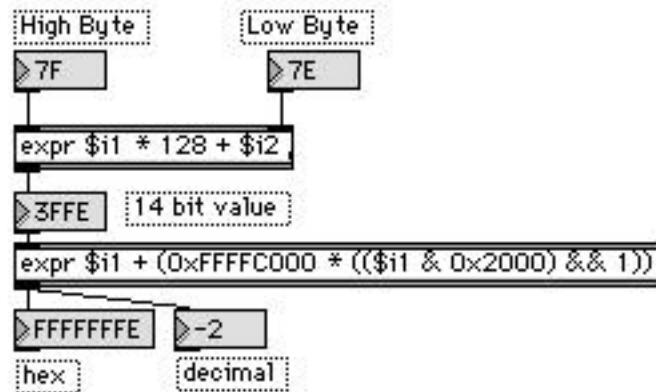 High Byte Low Byte
7F 7E
expr $i1 * 128 + $i2
3FFE 14 bit value
expr $i1 + (0xFFFFC000 * (($i1 & 0x2000) && 1))
FFFFFFFE -2
hex decimal